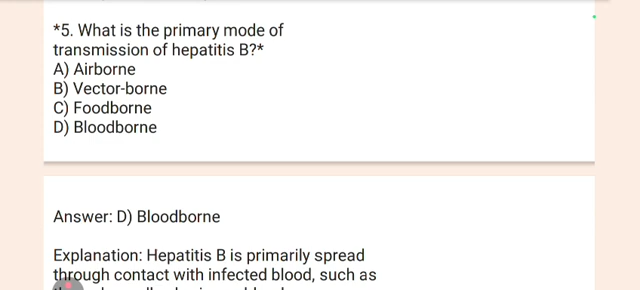 *5. What is the primary mode of
transmission of hepatitis B?*
A) Airborne
B) Vector-borne
C) Foodborne
D) Bloodborne
Answer: D) Bloodborne
Explanation: Hepatitis B is primarily spread
through contact with infected blood, such as